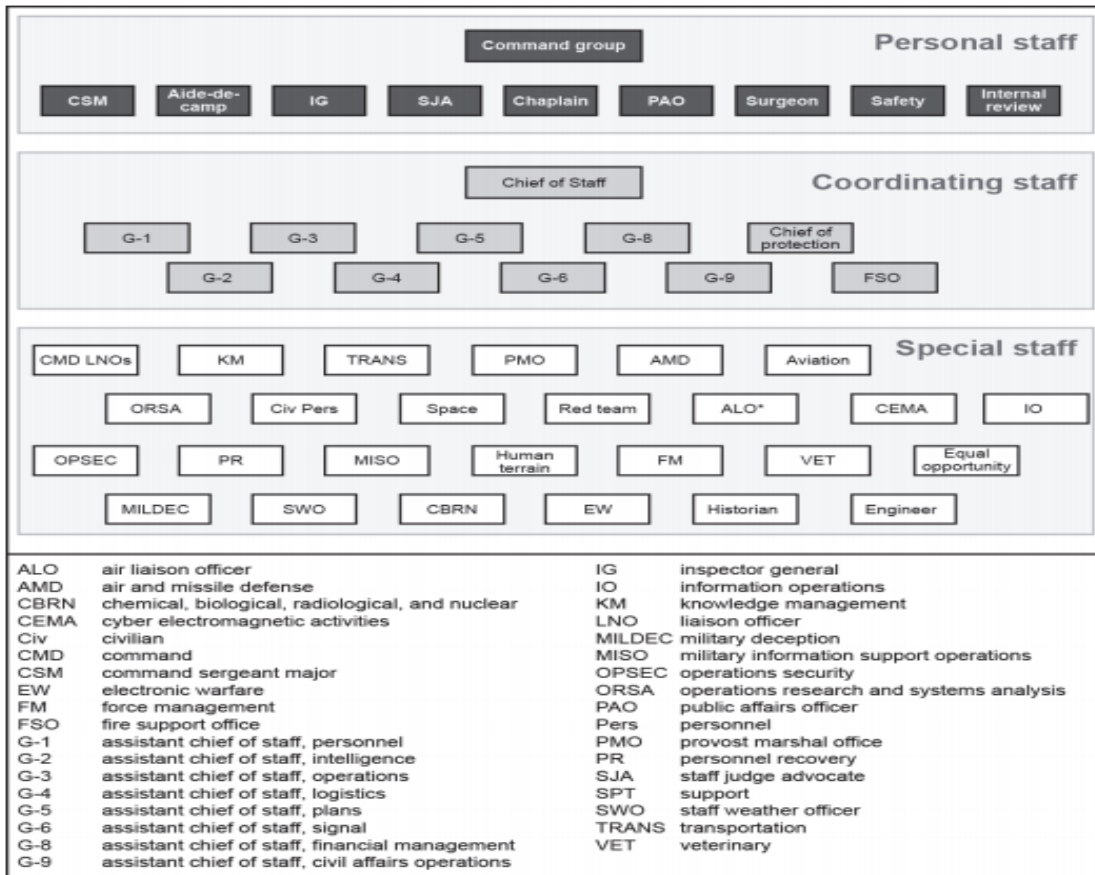 Personal staff
Command group
CSM
Aide-de-
camp
IG
SJA
Chaplain
PAO
Surgeon
Safety
Internal
review
Coordinating staff
Chief of Staff
G-1
G-3
G-5
G-8
Chief of
protection
G-2
G-4
G-6
G-9
FSO
Special staff
CMD LNOs
KM
TRANS
PMO
AMD
Aviation
ORSA
Civ Pers
Space
Red team
ALO*
CEMA
IO
OPSEC
PR
MISO
Human
terrain
FM
VET
Equal
opportunity
MILDEC
SWO
CBRN
EW
Historian
Engineer
ALO air liaison officer
AMD air and missile defense
CBRN chemical, biological, radiological, and nuclear
CEMA cyber electromagnetic activities
Civ civilian
CMD command
CSM command sergeant major
EW electronic warfare
FM force management
FSO fire support office
G-1 assistant chief of staff, personnel
G-2 assistant chief of staff, intelligence
G-3 assistant chief of staff, operations
G-4 assistant chief of staff, logistics
G-5 assistant chief of staff, plans
G-6 assistant chief of staff, signal
G-8 assistant chief of staff, financial management
G-9 assistant chief of staff, civil affairs operations
IG inspector general
IO information operations
KM knowledge management
LNO liaison officer
MILDEC military deception
MISO military information support operations
OPSEC operations security
ORSA operations research and systems analysis
PAO public affairs officer
Pers personnel
PMO provost marshal office
PR personnel recovery
SJA staff judge advocate
SPT support
SWO staff weather officer
TRANS transportation
VET veterinary